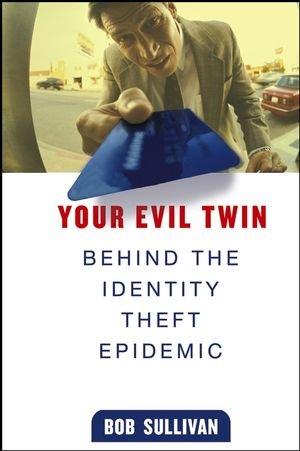 YOUR EVIL TWIN
BEHIND THE
IDENTITY
THEFT
EPIDEMIC
BOB SULLIVAN